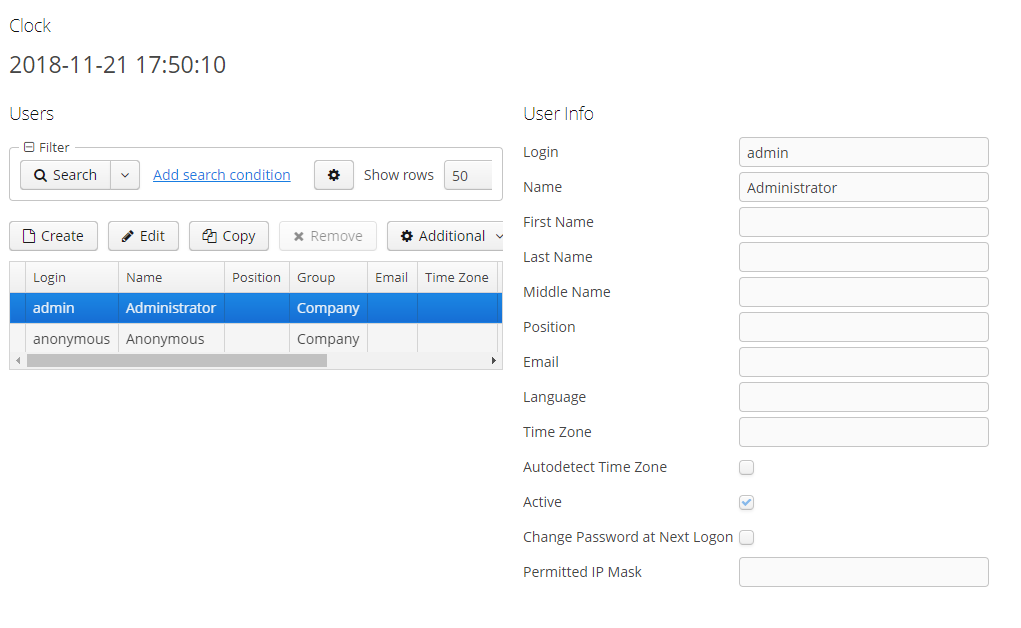 Clock
2018-11-21 17:50:10
Users
Filter
Search Add search condition Show rows 50
Create Edit Copy Remove Additional
Login Name Position Group Email Time Zone
admin Administrator Company
anonymous Anonymous Company
User Info
Login admin
Name Administrator
First Name
Last Name
Middle Name
Position
Email
Language
Time Zone
Autodetect Time Zone
Active
Change Password at Next Logon
Permitted IP Mask